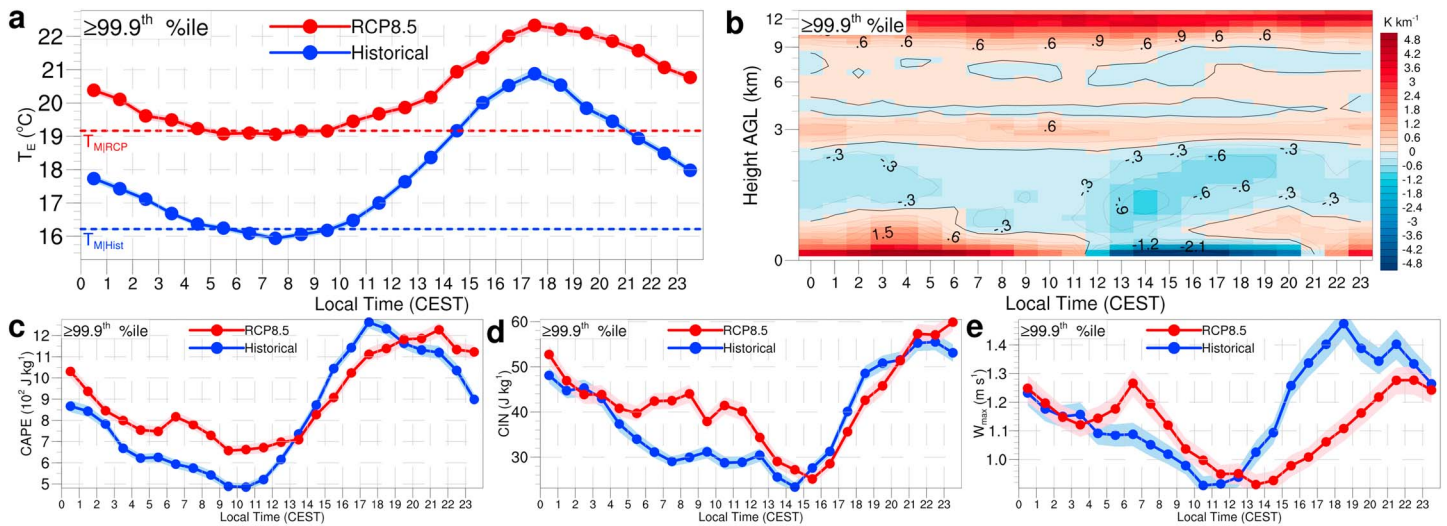 a
≥99.9th %ile
RCP8.5
Historical
22
21
20
19
18
17
16
TE (°C)
TM|RCP
TM|Hist
0 1 2 3 4 5 6 7 8 9 10 11 12 13 14 15 16 17 18 19 20 21 22 23
Local Time (CEST)
b
≥99.9th %ile
K km-1
12
9
6
3
0
Height AGL (km)
.6 .6 .6 .9 .6 .9 .6
.6
-.3 -.3 -.3 -.3 -.6 -.3
-.3 -.3 -.6 -.6 -.3
-.6
1.5 .6 -.3
-1.2 -2.1
4.8
3.6
2.4
1.8
1.2
.6
.4
.2
0
-.2
-.4
-.6
-1.2
-1.8
-2.4
-3.6
-4.8
0 1 2 3 4 5 6 7 8 9 10 11 12 13 14 15 16 17 18 19 20 21 22 23
Local Time (CEST)
c
≥99.9th %ile
RCP8.5
Historical
12
11
10
9
8
7
6
5
CAPE (10² J kg¹)
0 1 2 3 4 5 6 7 8 9 10 11 12 13 14 15 16 17 18 19 20 21 22 23
Local Time (CEST)
d
≥99.9th %ile
RCP8.5
Historical
60
50
40
30
CIN (J kg¹)
0 1 2 3 4 5 6 7 8 9 10 11 12 13 14 15 16 17 18 19 20 21 22 23
Local Time (CEST)
e
≥99.9th %ile
RCP8.5
Historical
1.4
1.3
1.2
1.1
1.0
Wmax (m s¹)
0 1 2 3 4 5 6 7 8 9 10 11 12 13 14 15 16 17 18 19 20 21 22 23
Local Time (CEST)